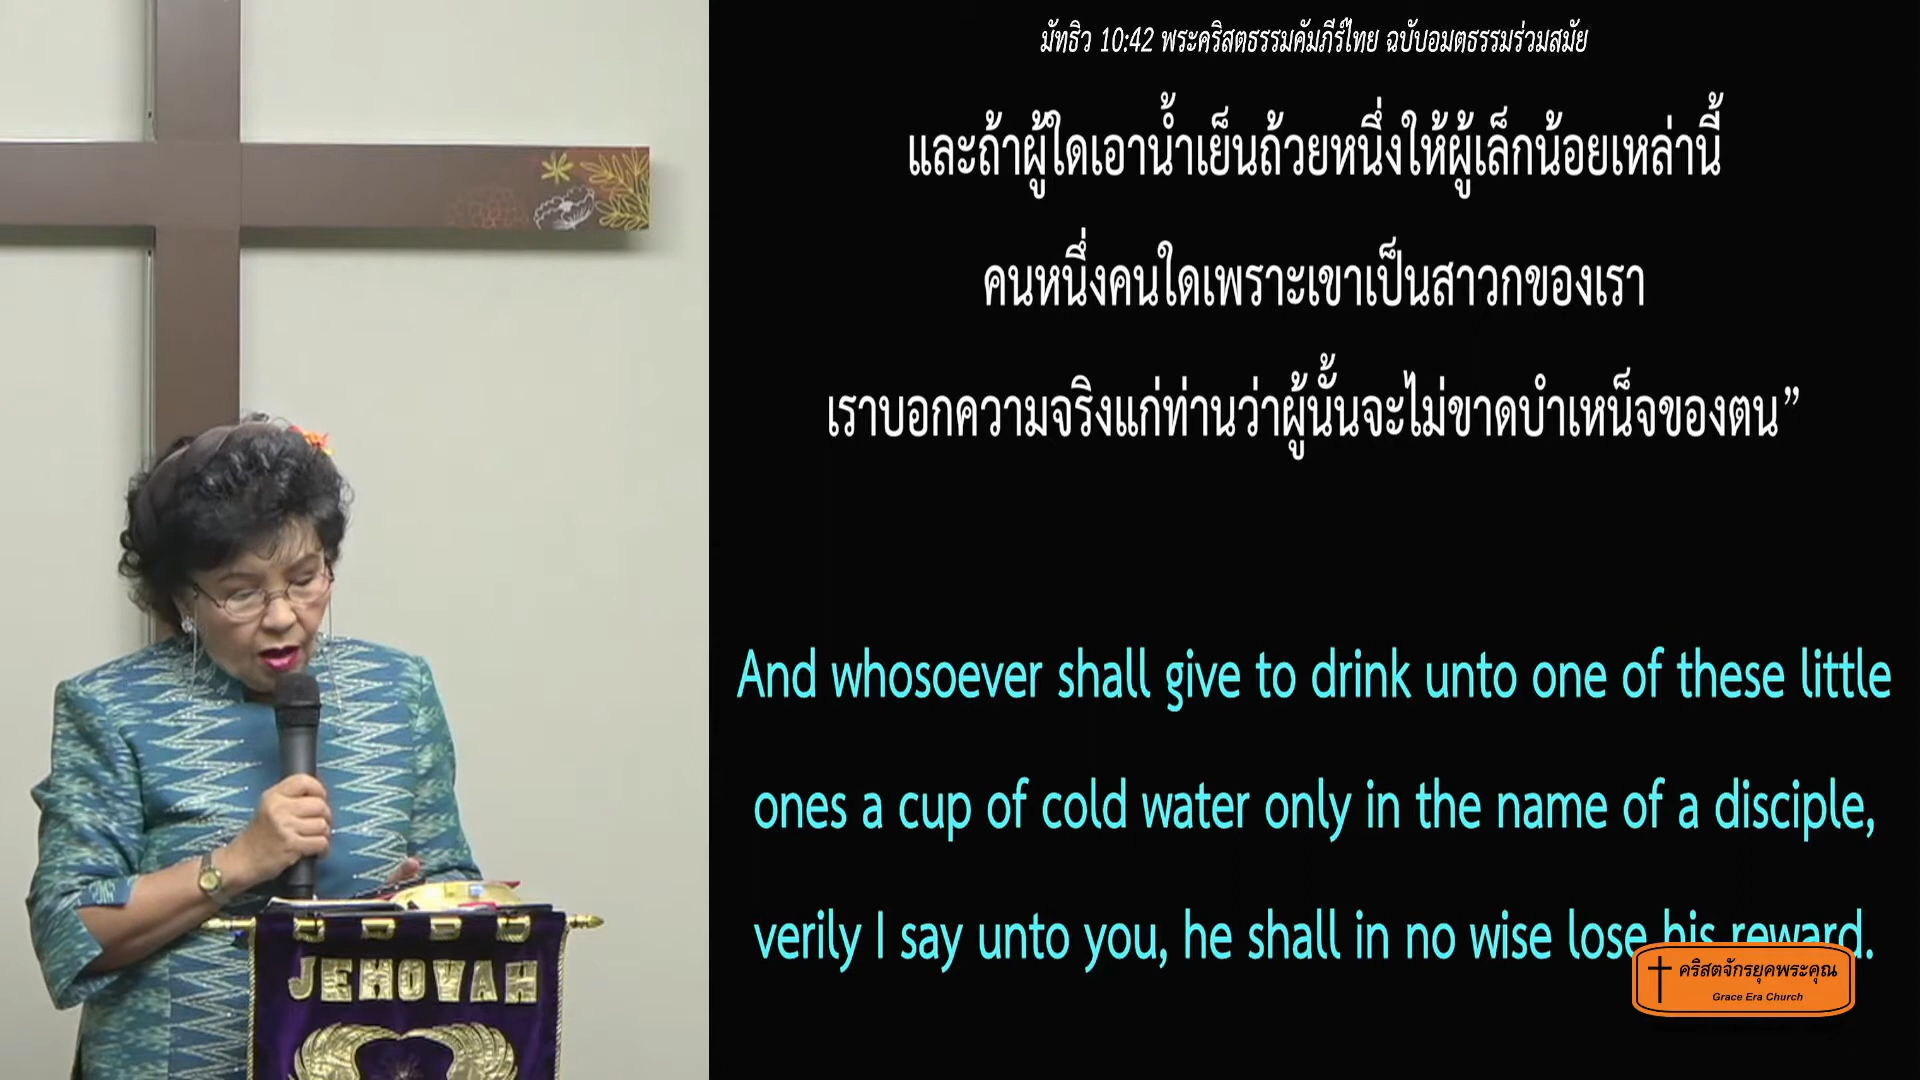 มัทธิว 10:42 พระคริสตธรรมคัมภีร์ไทย ฉบับอมตธรรมร่วมสมัย
และถ้าผู้ใดเอาน้ำเย็นถ้วยหนึ่งให้ผู้เล็กน้อยเหล่านี้
คนหนึ่งคนใดเพราะเขาเป็นสาวกของเรา
เราบอกความจริงแก่ท่านว่าผู้นั้นจะไม่ขาดบำเหน็จของตน”
And whosoever shall give to drink unto one of these little
ones a cup of cold water only in the name of a disciple,
verily I say unto you, he shall in no wise lose his reward.
คริสตจักรยุคพระคุณ
Grace Era Church
JEHOVAH